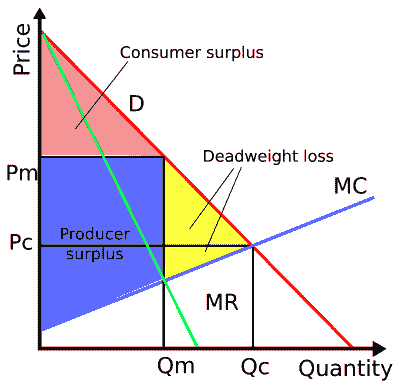 Price
Consumer surplus
D
Deadweight loss
Pm
MC
Pc
Producer
surplus
MR
Qm
Qc
Quantity